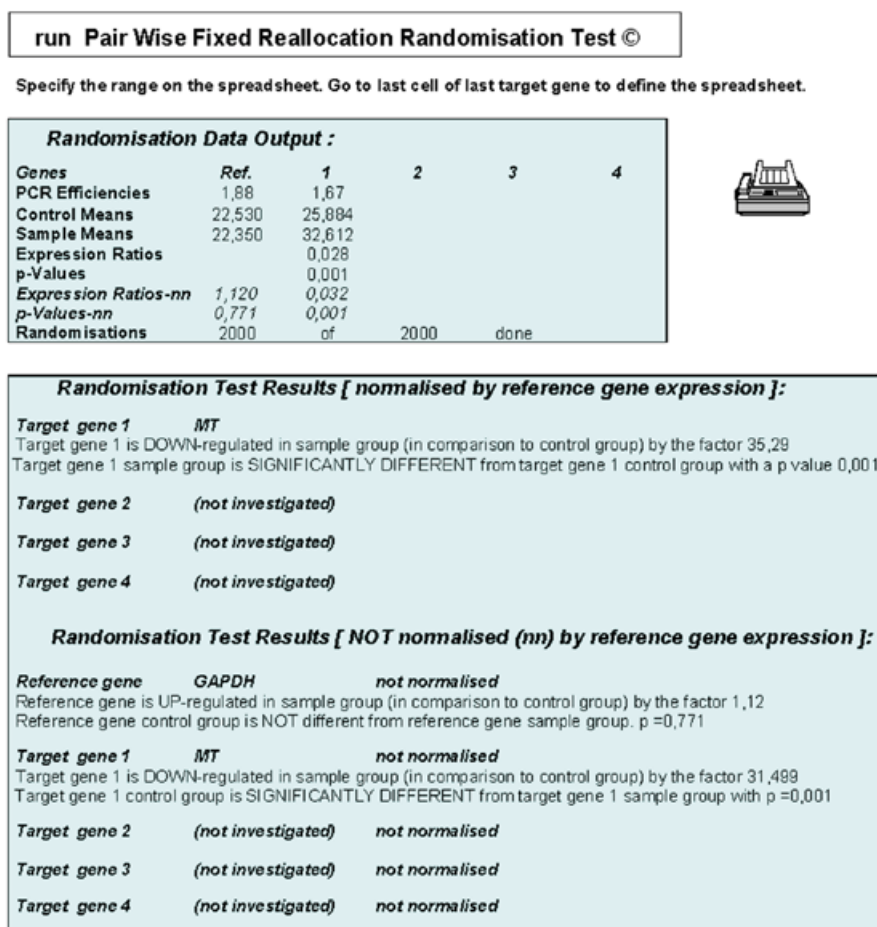 run Pair Wise Fixed Reallocation Randomisation Test ©
Specify the range on the spreadsheet. Go to last cell of last target gene to define the spreadsheet.
Randomisation Data Output :
Genes Ref. 1 2 3 4
PCR Efficiencies 1,88 1,67
Control Means 22,530 25,884
Sample Means 22,350 32,612
Expression Ratios 0,028
p-Values 0,001
Expression Ratios-nn 1,120 0,032
p-Values-nn 0,771 0,001
Randomisations 2000 of 2000 done
Randomisation Test Results [ normalised by reference gene expression ]:
Target gene 1 MT
Target gene 1 is DOWN-regulated in sample group (in comparison to control group) by the factor 35,29
Target gene 1 sample group is SIGNIFICANTLY DIFFERENT from target gene 1 control group with a p value 0,001
Target gene 2 (not investigated)
Target gene 3 (not investigated)
Target gene 4 (not investigated)
Randomisation Test Results [ NOT normalised (nn) by reference gene expression ]:
Reference gene GAPDH not normalised
Reference gene is UP-regulated in sample group (in comparison to control group) by the factor 1,12
Reference gene control group is NOT different from reference gene sample group. p =0,771
Target gene 1 MT not normalised
Target gene 1 is DOWN-regulated in sample group (in comparison to control group) by the factor 31,499
Target gene 1 control group is SIGNIFICANTLY DIFFERENT from target gene 1 sample group with p =0,001
Target gene 2 (not investigated) not normalised
Target gene 3 (not investigated) not normalised
Target gene 4 (not investigated) not normalised